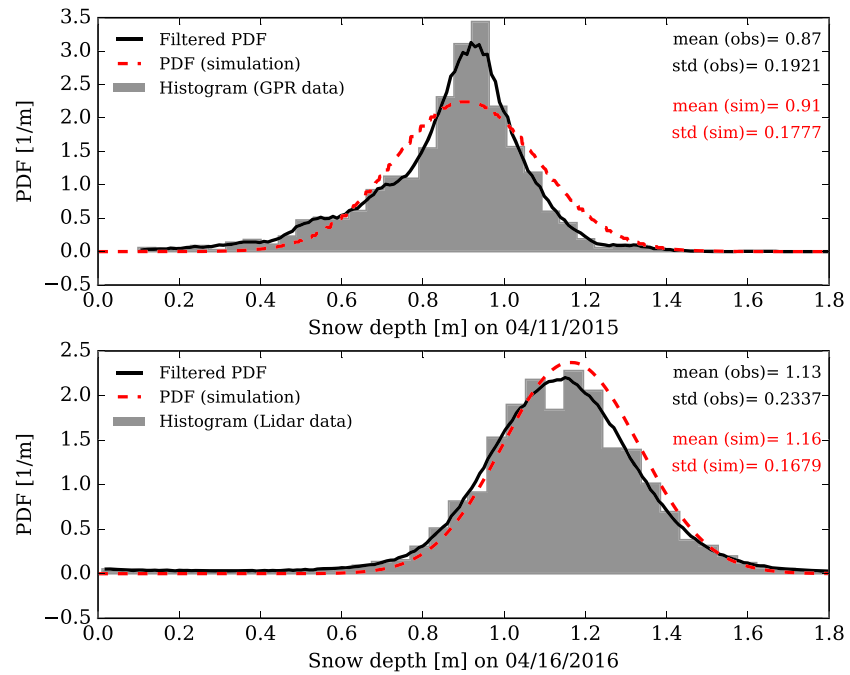 3.5
3.0
2.5
2.0
1.5
1.0
0.5
0.0
−0.5
PDF [1/m]
Filtered PDF
PDF (simulation)
Histogram (GPR data)
mean (obs)= 0.87
std (obs)= 0.1921
mean (sim)= 0.91
std (sim)= 0.1777
0.0 0.2 0.4 0.6 0.8 1.0 1.2 1.4 1.6 1.8
Snow depth [m] on 04/11/2015
2.5
2.0
1.5
1.0
0.5
0.0
−0.5
PDF [1/m]
Filtered PDF
PDF (simulation)
Histogram (Lidar data)
mean (obs)= 1.13
std (obs)= 0.2337
mean (sim)= 1.16
std (sim)= 0.1679
0.0 0.2 0.4 0.6 0.8 1.0 1.2 1.4 1.6 1.8
Snow depth [m] on 04/16/2016